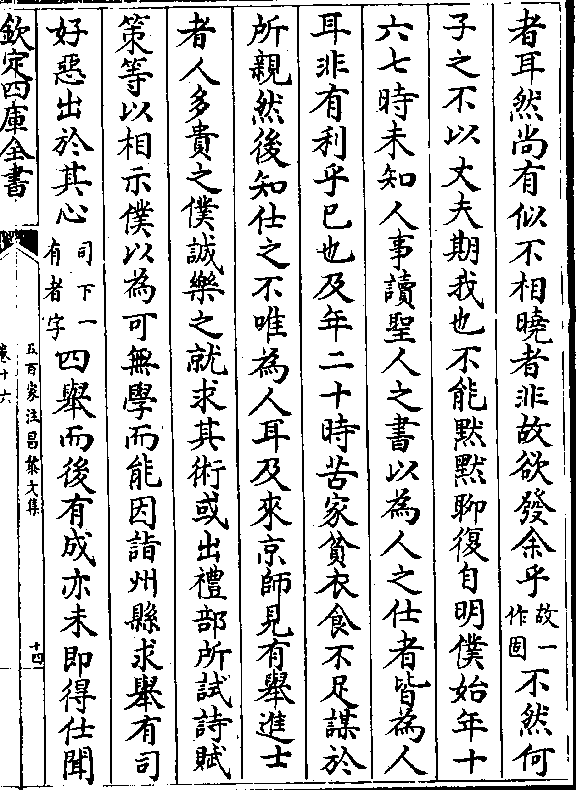 者耳然尚有似不相曉者非故欲發余乎故一作固不然何
子之不以丈夫期我也不能黙黙聊復自明僕始年十
六七時未知人事讀聖人之書以為人之仕者皆為人
耳非有利乎已也及年二十時苦家貧衣食不足謀於
所親然後知仕之不唯為人耳及來京師見有舉進士
者人多貴之僕誠樂之就求其術或出禮部所試詩賦
策等以相示僕以為可無學而能因詣州縣求舉有司
好惡出於其心司下一有者字四舉而後有成亦未即得仕聞
欽定四庫全書
卷十六
五百家注昌黎文集
十四